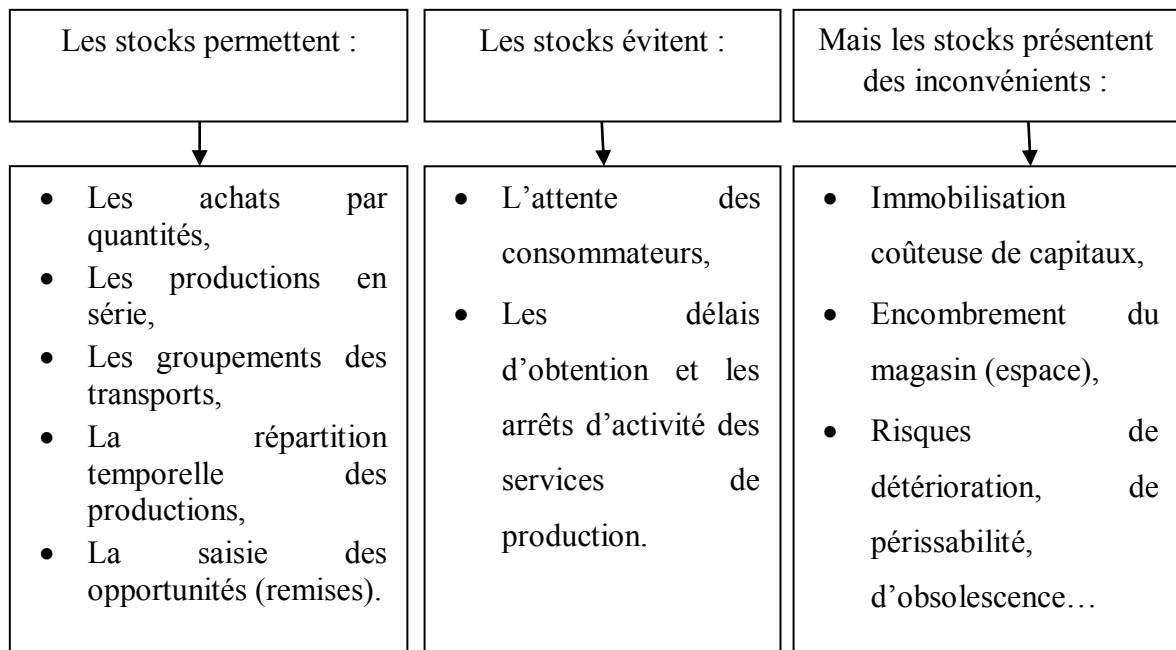 Les stocks permettent :
Les stocks évitent :
Mais les stocks présentent
des inconvénients :
• Les achats par
quantités,
• Les productions en
série,
• Les groupements des
transports,
• La répartition
temporelle des
productions,
• La saisie des
opportunités (remises).
• L’attente des
consommateurs,
• Les délais
d’obtention et les
arrêts d’activité des
services de
production.
• Immobilisation
coûteuse de capitaux,
• Encombrement du
magasin (espace),
• Risques de
détérioration, de
périssabilité,
d’obsolescence…